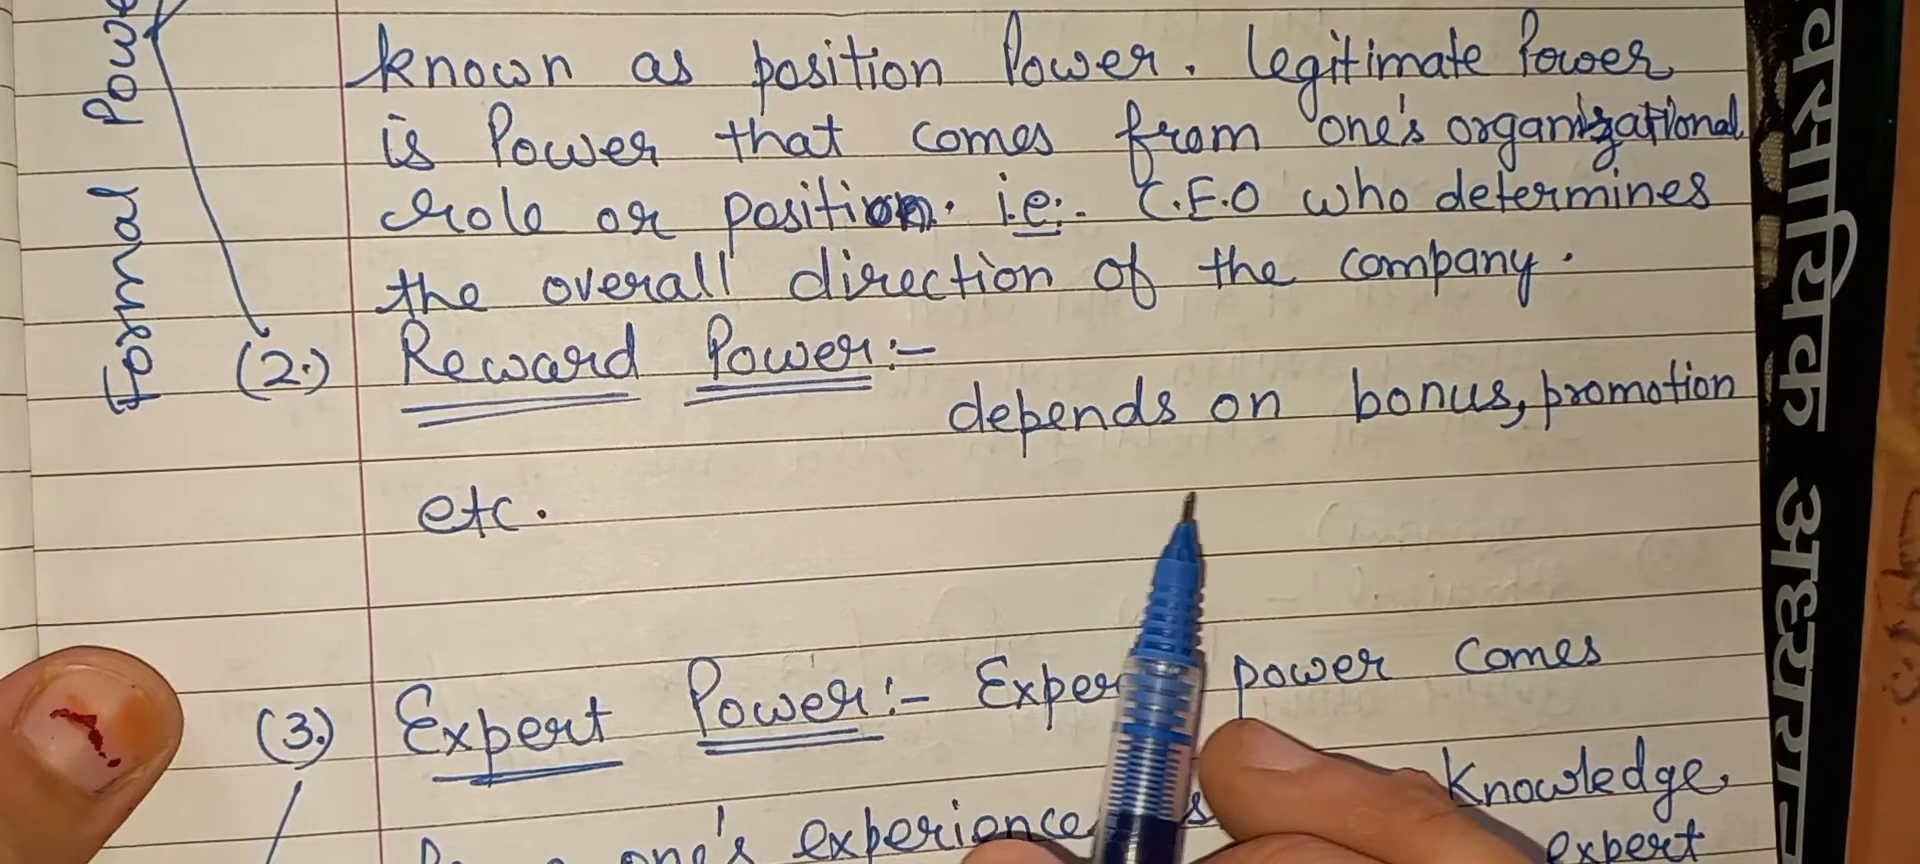 Formal Powe
known as position Power. legitimate Power
is Power that comes from one's organizational
role or position. i.e:- C.E.O who determines
the overall direction of the company.
(2.) Reward Power:-
depends on bonus, promotion
etc.
(3.) Expert Power:- Exper power comes
one's experience, s Knowledge,
expert